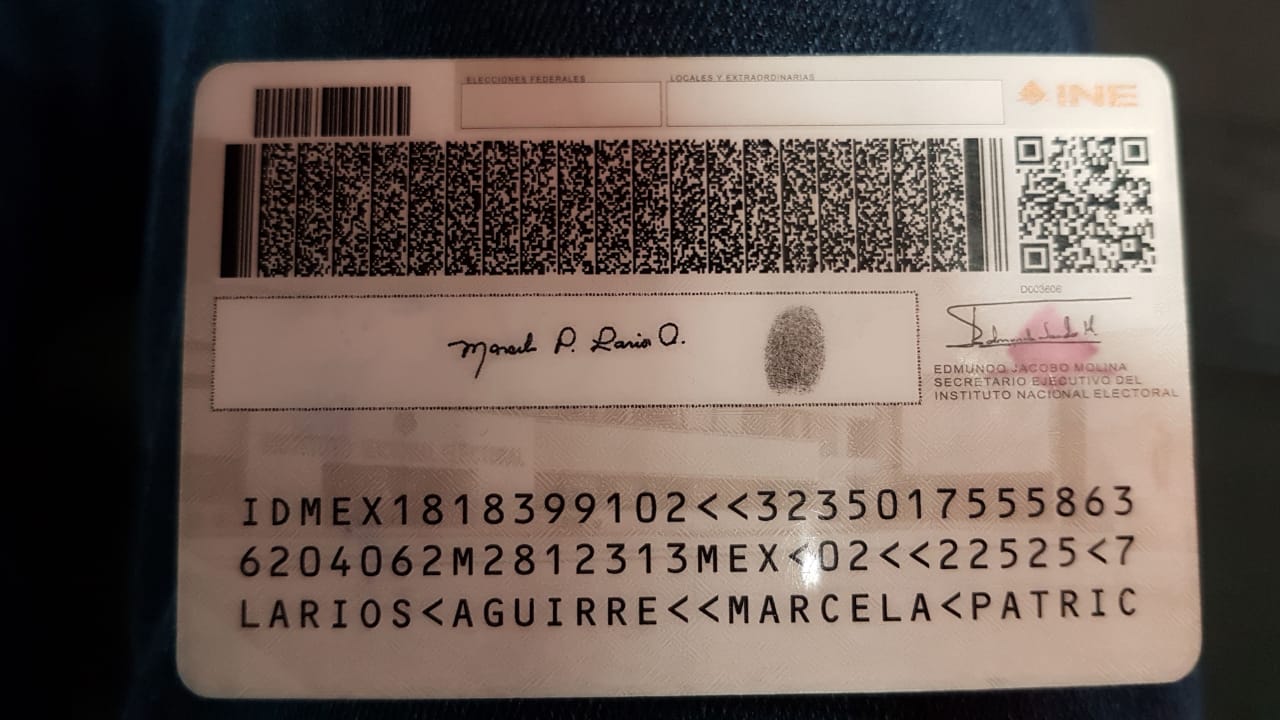 ELECCIONES FEDERALES
LOCALES Y EXTRAORDINARIAS
INE
D003606
Marcela P. Larios A.
EDMUNDO JACOBO MOLINA
SECRETARIO EJECUTIVO DEL
INSTITUTO NACIONAL ELECTORAL
IDMEX1818399102<<3235017555863
6204062M2812313MEX<02<<22525<7
LARIOS<AGUIRRE<<MARCELA<PATRIC